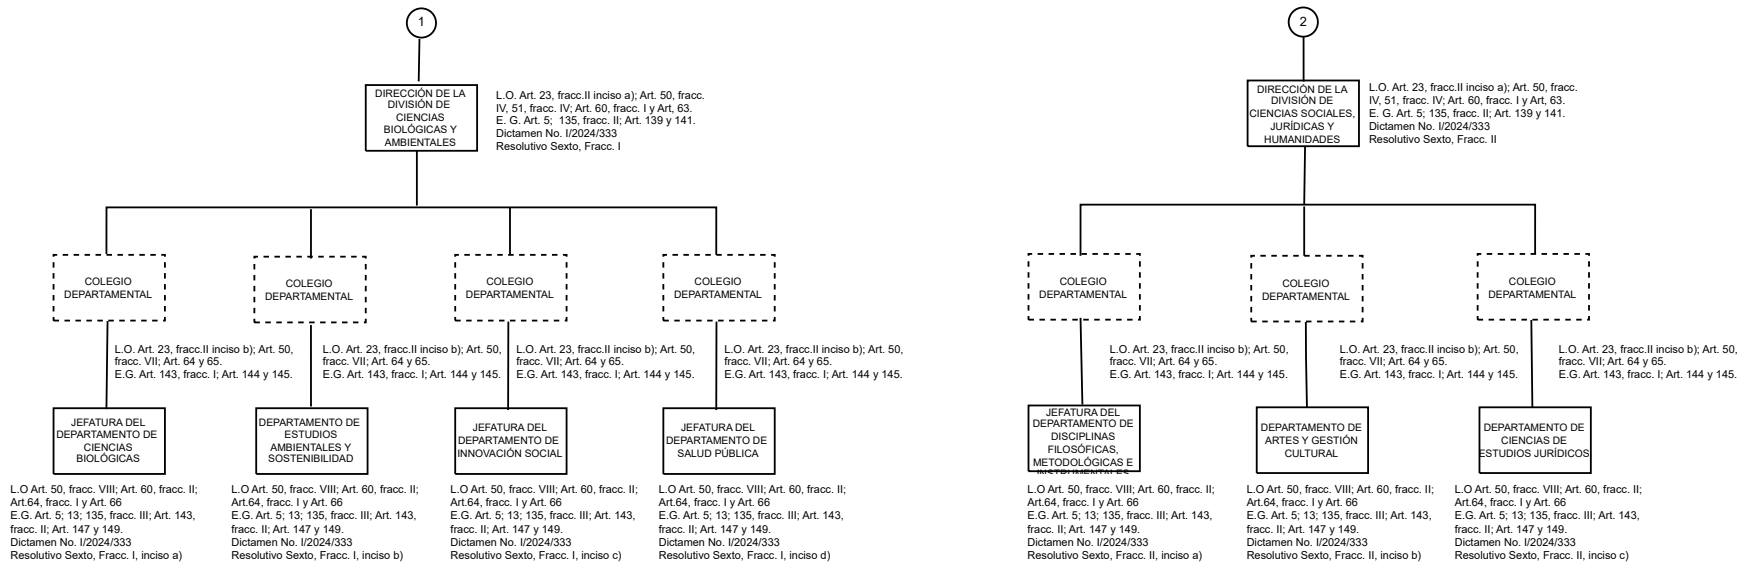 1
DIRECCIÓN DE LA
DIVISIÓN DE
CIENCIAS
BIOLÓGICAS Y
AMBIENTALES
L.O. Art. 23, fracc.II inciso a); Art. 50, fracc.
IV, 51, fracc. IV; Art. 60, fracc. I y Art, 63.
E. G. Art. 5; 135, fracc. II; Art. 139 y 141.
Dictamen No. I/2024/333
Resolutivo Sexto, Fracc. I
COLEGIO
DEPARTAMENTAL
COLEGIO
DEPARTAMENTAL
COLEGIO
DEPARTAMENTAL
COLEGIO
DEPARTAMENTAL
L.O. Art. 23, fracc.II inciso b); Art. 50,
fracc. VII; Art. 64 y 65.
E.G. Art. 143, fracc. I; Art. 144 y 145.
L.O. Art. 23, fracc.II inciso b); Art. 50,
fracc. VII; Art. 64 y 65.
E.G. Art. 143, fracc. I; Art. 144 y 145.
L.O. Art. 23, fracc.II inciso b); Art. 50,
fracc. VII; Art. 64 y 65.
E.G. Art. 143, fracc. I; Art. 144 y 145.
L.O. Art. 23, fracc.II inciso b); Art. 50,
fracc. VII; Art. 64 y 65.
E.G. Art. 143, fracc. I; Art. 144 y 145.
JEFATURA DEL
DEPARTAMENTO DE
CIENCIAS
BIOLÓGICAS
DEPARTAMENTO DE
ESTUDIOS
AMBIENTALES Y
SOSTENIBILIDAD
JEFATURA DEL
DEPARTAMENTO DE
INNOVACIÓN SOCIAL
JEFATURA DEL
DEPARTAMENTO DE
SALUD PÚBLICA
L.O Art. 50, fracc. VIII; Art. 60, fracc. II;
Art.64, fracc. I y Art. 66
E.G. Art. 5; 13; 135, fracc. III; Art. 143,
fracc. II; Art. 147 y 149.
Dictamen No. I/2024/333
Resolutivo Sexto, Fracc. I, inciso a)
L.O Art. 50, fracc. VIII; Art. 60, fracc. II;
Art.64, fracc. I y Art. 66
E.G. Art. 5; 13; 135, fracc. III; Art. 143,
fracc. II; Art. 147 y 149.
Dictamen No. I/2024/333
Resolutivo Sexto, Fracc. I, inciso b)
L.O Art. 50, fracc. VIII; Art. 60, fracc. II;
Art.64, fracc. I y Art. 66
E.G. Art. 5; 13; 135, fracc. III; Art. 143,
fracc. II; Art. 147 y 149.
Dictamen No. I/2024/333
Resolutivo Sexto, Fracc. I, inciso c)
L.O Art. 50, fracc. VIII; Art. 60, fracc. II;
Art.64, fracc. I y Art. 66
E.G. Art. 5; 13; 135, fracc. III; Art. 143,
fracc. II; Art. 147 y 149.
Dictamen No. I/2024/333
Resolutivo Sexto, Fracc. I, inciso d)
2
DIRECCIÓN DE LA
DIVISIÓN DE
CIENCIAS SOCIALES,
JURÍDICAS Y
HUMANIDADES
L.O. Art. 23, fracc.II inciso a); Art. 50, fracc.
IV, 51, fracc. IV; Art. 60, fracc. I y Art, 63.
E. G. Art. 5; 135, fracc. II; Art. 139 y 141.
Dictamen No. I/2024/333
Resolutivo Sexto, Fracc. II
COLEGIO
DEPARTAMENTAL
COLEGIO
DEPARTAMENTAL
COLEGIO
DEPARTAMENTAL
L.O. Art. 23, fracc.II inciso b); Art. 50,
fracc. VII; Art. 64 y 65.
E.G. Art. 143, fracc. I; Art. 144 y 145.
L.O. Art. 23, fracc.II inciso b); Art. 50,
fracc. VII; Art. 64 y 65.
E.G. Art. 143, fracc. I; Art. 144 y 145.
L.O. Art. 23, fracc.II inciso b); Art. 50,
fracc. VII; Art. 64 y 65.
E.G. Art. 143, fracc. I; Art. 144 y 145.
JEFATURA DEL
DEPARTAMENTO DE
DISCIPLINAS
FILOSÓFICAS,
METODOLÓGICAS E
INSTRUMENTALES
DEPARTAMENTO DE
ARTES Y GESTIÓN
CULTURAL
DEPARTAMENTO DE
CIENCIAS DE
ESTUDIOS JURÍDICOS
L.O Art. 50, fracc. VIII; Art. 60, fracc. II;
Art.64, fracc. I y Art. 66
E.G. Art. 5; 13; 135, fracc. III; Art. 143,
fracc. II; Art. 147 y 149.
Dictamen No. I/2024/333
Resolutivo Sexto, Fracc. II, inciso a)
L.O Art. 50, fracc. VIII; Art. 60, fracc. II;
Art.64, fracc. I y Art. 66
E.G. Art. 5; 13; 135, fracc. III; Art. 143,
fracc. II; Art. 147 y 149.
Dictamen No. I/2024/333
Resolutivo Sexto, Fracc. II, inciso b)
L.O Art. 50, fracc. VIII; Art. 60, fracc. II;
Art.64, fracc. I y Art. 66
E.G. Art. 5; 13; 135, fracc. III; Art. 143,
fracc. II; Art. 147 y 149.
Dictamen No. I/2024/333
Resolutivo Sexto, Fracc. II, inciso c)